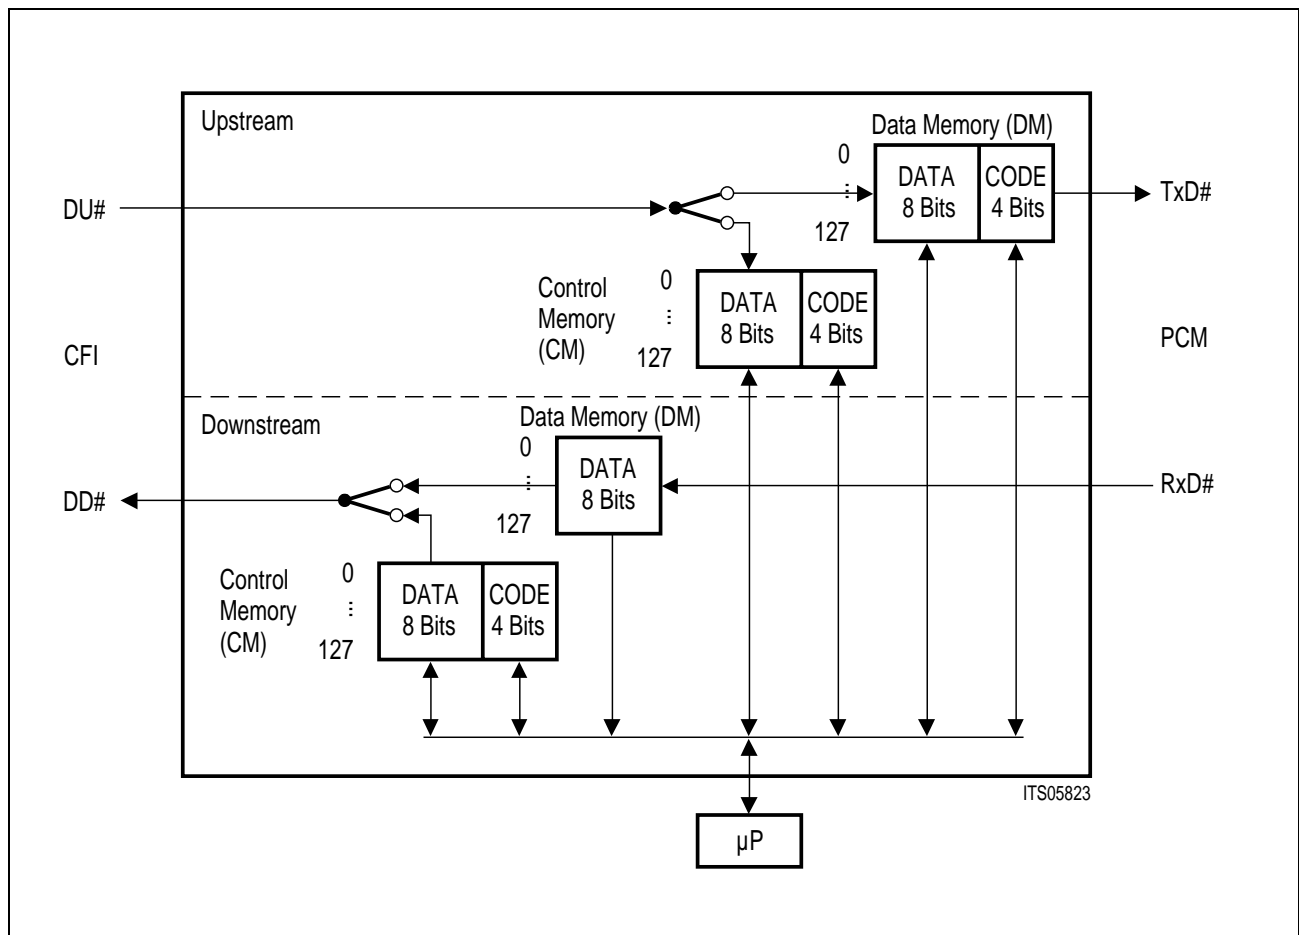 Upstream
Data Memory (DM)
0
...
127
DATA
8 Bits
CODE
4 Bits
DU#
TxD#
Control
Memory
(CM)
0
...
127
DATA
8 Bits
CODE
4 Bits
CFI
PCM
Downstream
Data Memory (DM)
0
...
127
DATA
8 Bits
DD#
RxD#
Control
Memory
(CM)
0
...
127
DATA
8 Bits
CODE
4 Bits
ITS05823
µP